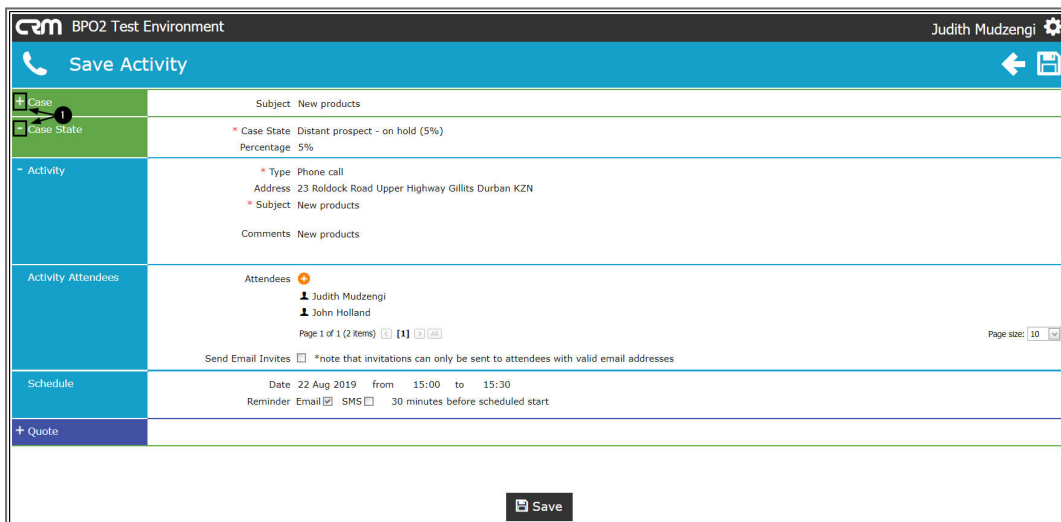 CRM BPO2 Test Environment Judith Mudzengi
Save Activity
+ Case Subject New products
1
- Case State * Case State Distant prospect - on hold (5%)
Percentage 5%
- Activity * Type Phone call
Address 23 Roldock Road Upper Highway Gillits Durban KZN
* Subject New products
Comments New products
Activity Attendees Attendees
Judith Mudzengi
John Holland
Page 1 of 1 (2 items) < [1] > All Page size: 10
Send Email Invites *note that invitations can only be sent to attendees with valid email addresses
Schedule Date 22 Aug 2019 from 15:00 to 15:30
Reminder Email SMS 30 minutes before scheduled start
+ Quote
Save